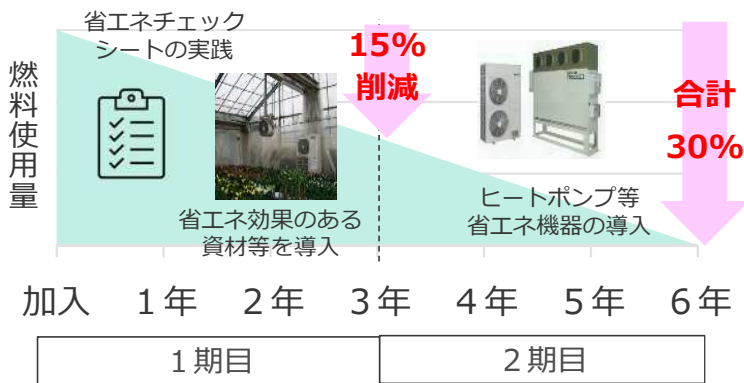 省エネチェック
シートの実践
15%
削減
合計
30%
燃料使用量
省エネ効果のある
資材等を導入
ヒートポンプ等
省エネ機器の導入
加入 1年 2年 3年 4年 5年 6年
1期目 2期目